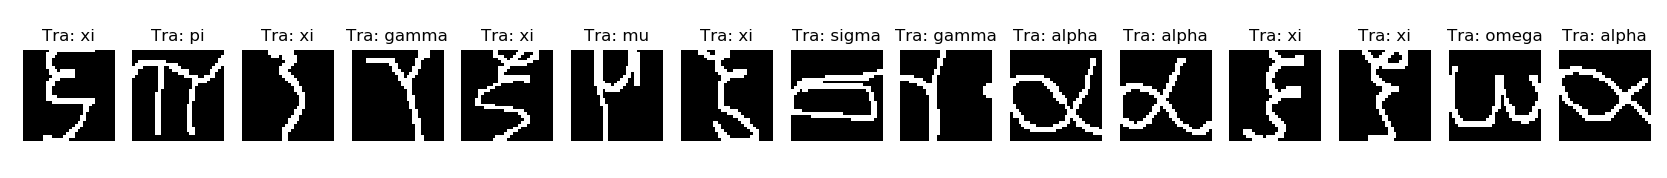 Tra: xi Tra: pi Tra: xi Tra: gamma Tra: xi Tra: mu Tra: xi Tra: sigma Tra: gamma Tra: alpha Tra: alpha Tra: xi Tra: xi Tra: omega Tra: alpha
ξ π ξ γ ξ μ ξ σ γ α α ξ ξ ω α